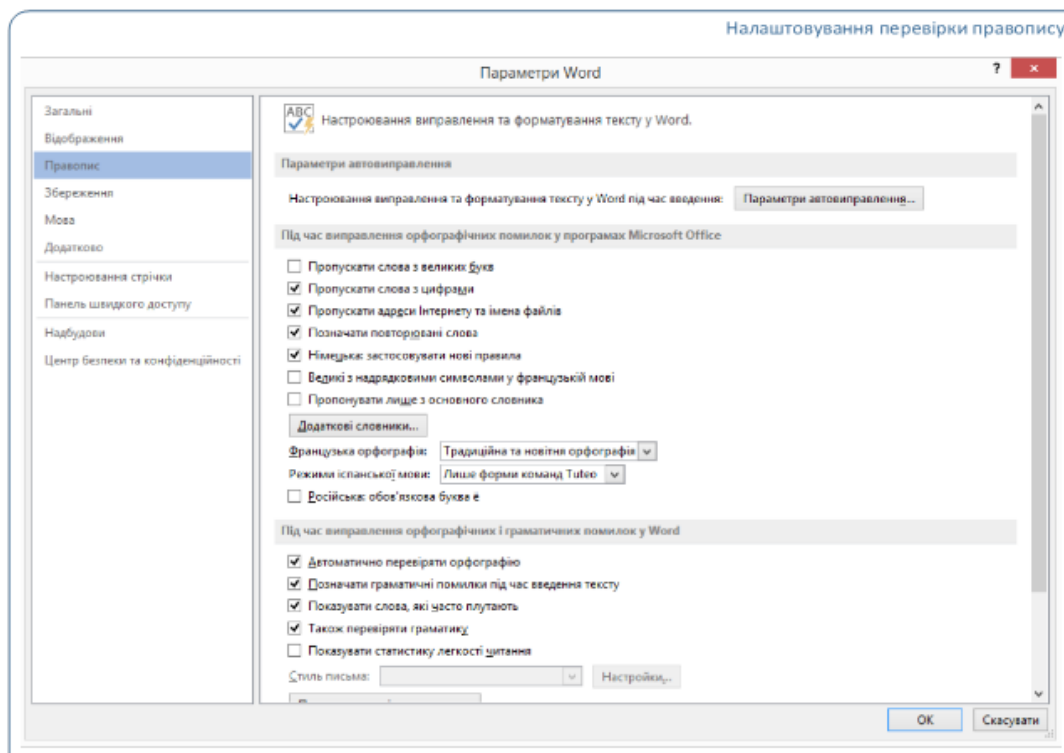 Налаштовування перевірки правопису
Параметри Word
?
Загальні
Відображення
Правопис
Збереження
Мова
Додатково
Настроювання стрічки
Панель швидкого доступу
Надбудови
Центр безпеки та конфіденційності
ABC
Настроювання виправлення та форматування тексту у Word.
Параметри автовиправлення
Настроювання виправлення та форматування тексту у Word під час введення: Параметри автовиправлення...
Під час виправлення орфографічних помилок у програмах Microsoft Office
Пропускати слова з великих букв
Пропускати слова з цифрами
Пропускати адреси Інтернету та імена файлів
Позначати повторювані слова
Німецька: застосовувати нові правила
Великі з надрядковими символами у французькій мові
Пропонувати лише з основного словника
Додаткові словники...
Французька орфографія: Традиційна та новітня орфографія
Режими іспанської мови: Лише форми команд Tuteo
Російська: обов'язкова буква ё
Під час виправлення орфографічних і граматичних помилок у Word
Автоматично перевіряти орфографію
Позначати граматичні помилки під час введення тексту
Показувати слова, які часто плутають
Також перевіряти граматику
Показувати статистику легкості читання
Стиль письма: Настройки...
OK Скасувати